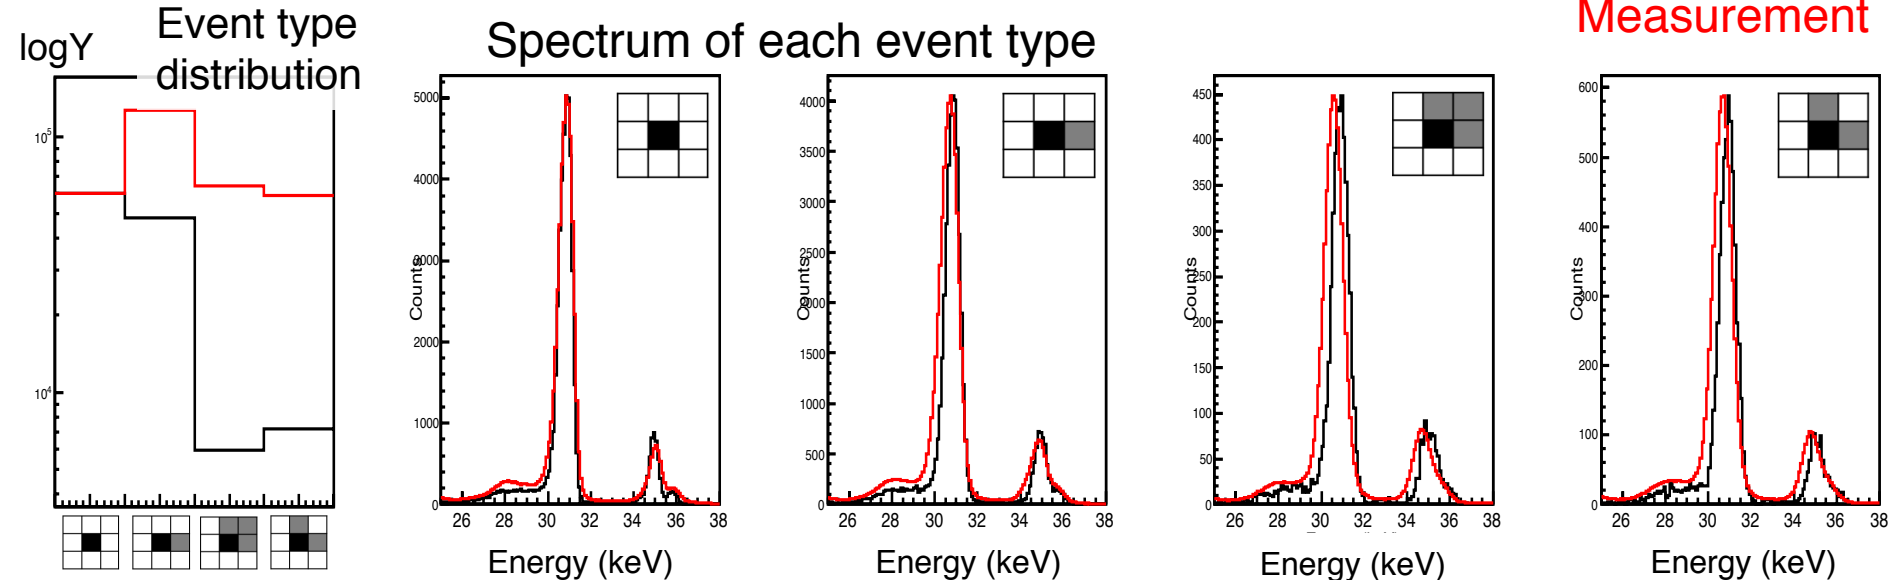 Measurement
Event type
distribution
logY
Spectrum of each event type
10⁵
10⁴
5000
4000
3000
2000
1000
0
Counts
26 28 30 32 34 36 38
Energy (keV)
4000
3500
3000
2500
2000
1500
1000
500
0
Counts
26 28 30 32 34 36 38
Energy (keV)
450
400
350
300
250
200
150
100
50
0
Counts
26 28 30 32 34 36 38
Energy (keV)
600
500
400
300
200
100
0
Counts
26 28 30 32 34 36 38
Energy (keV)